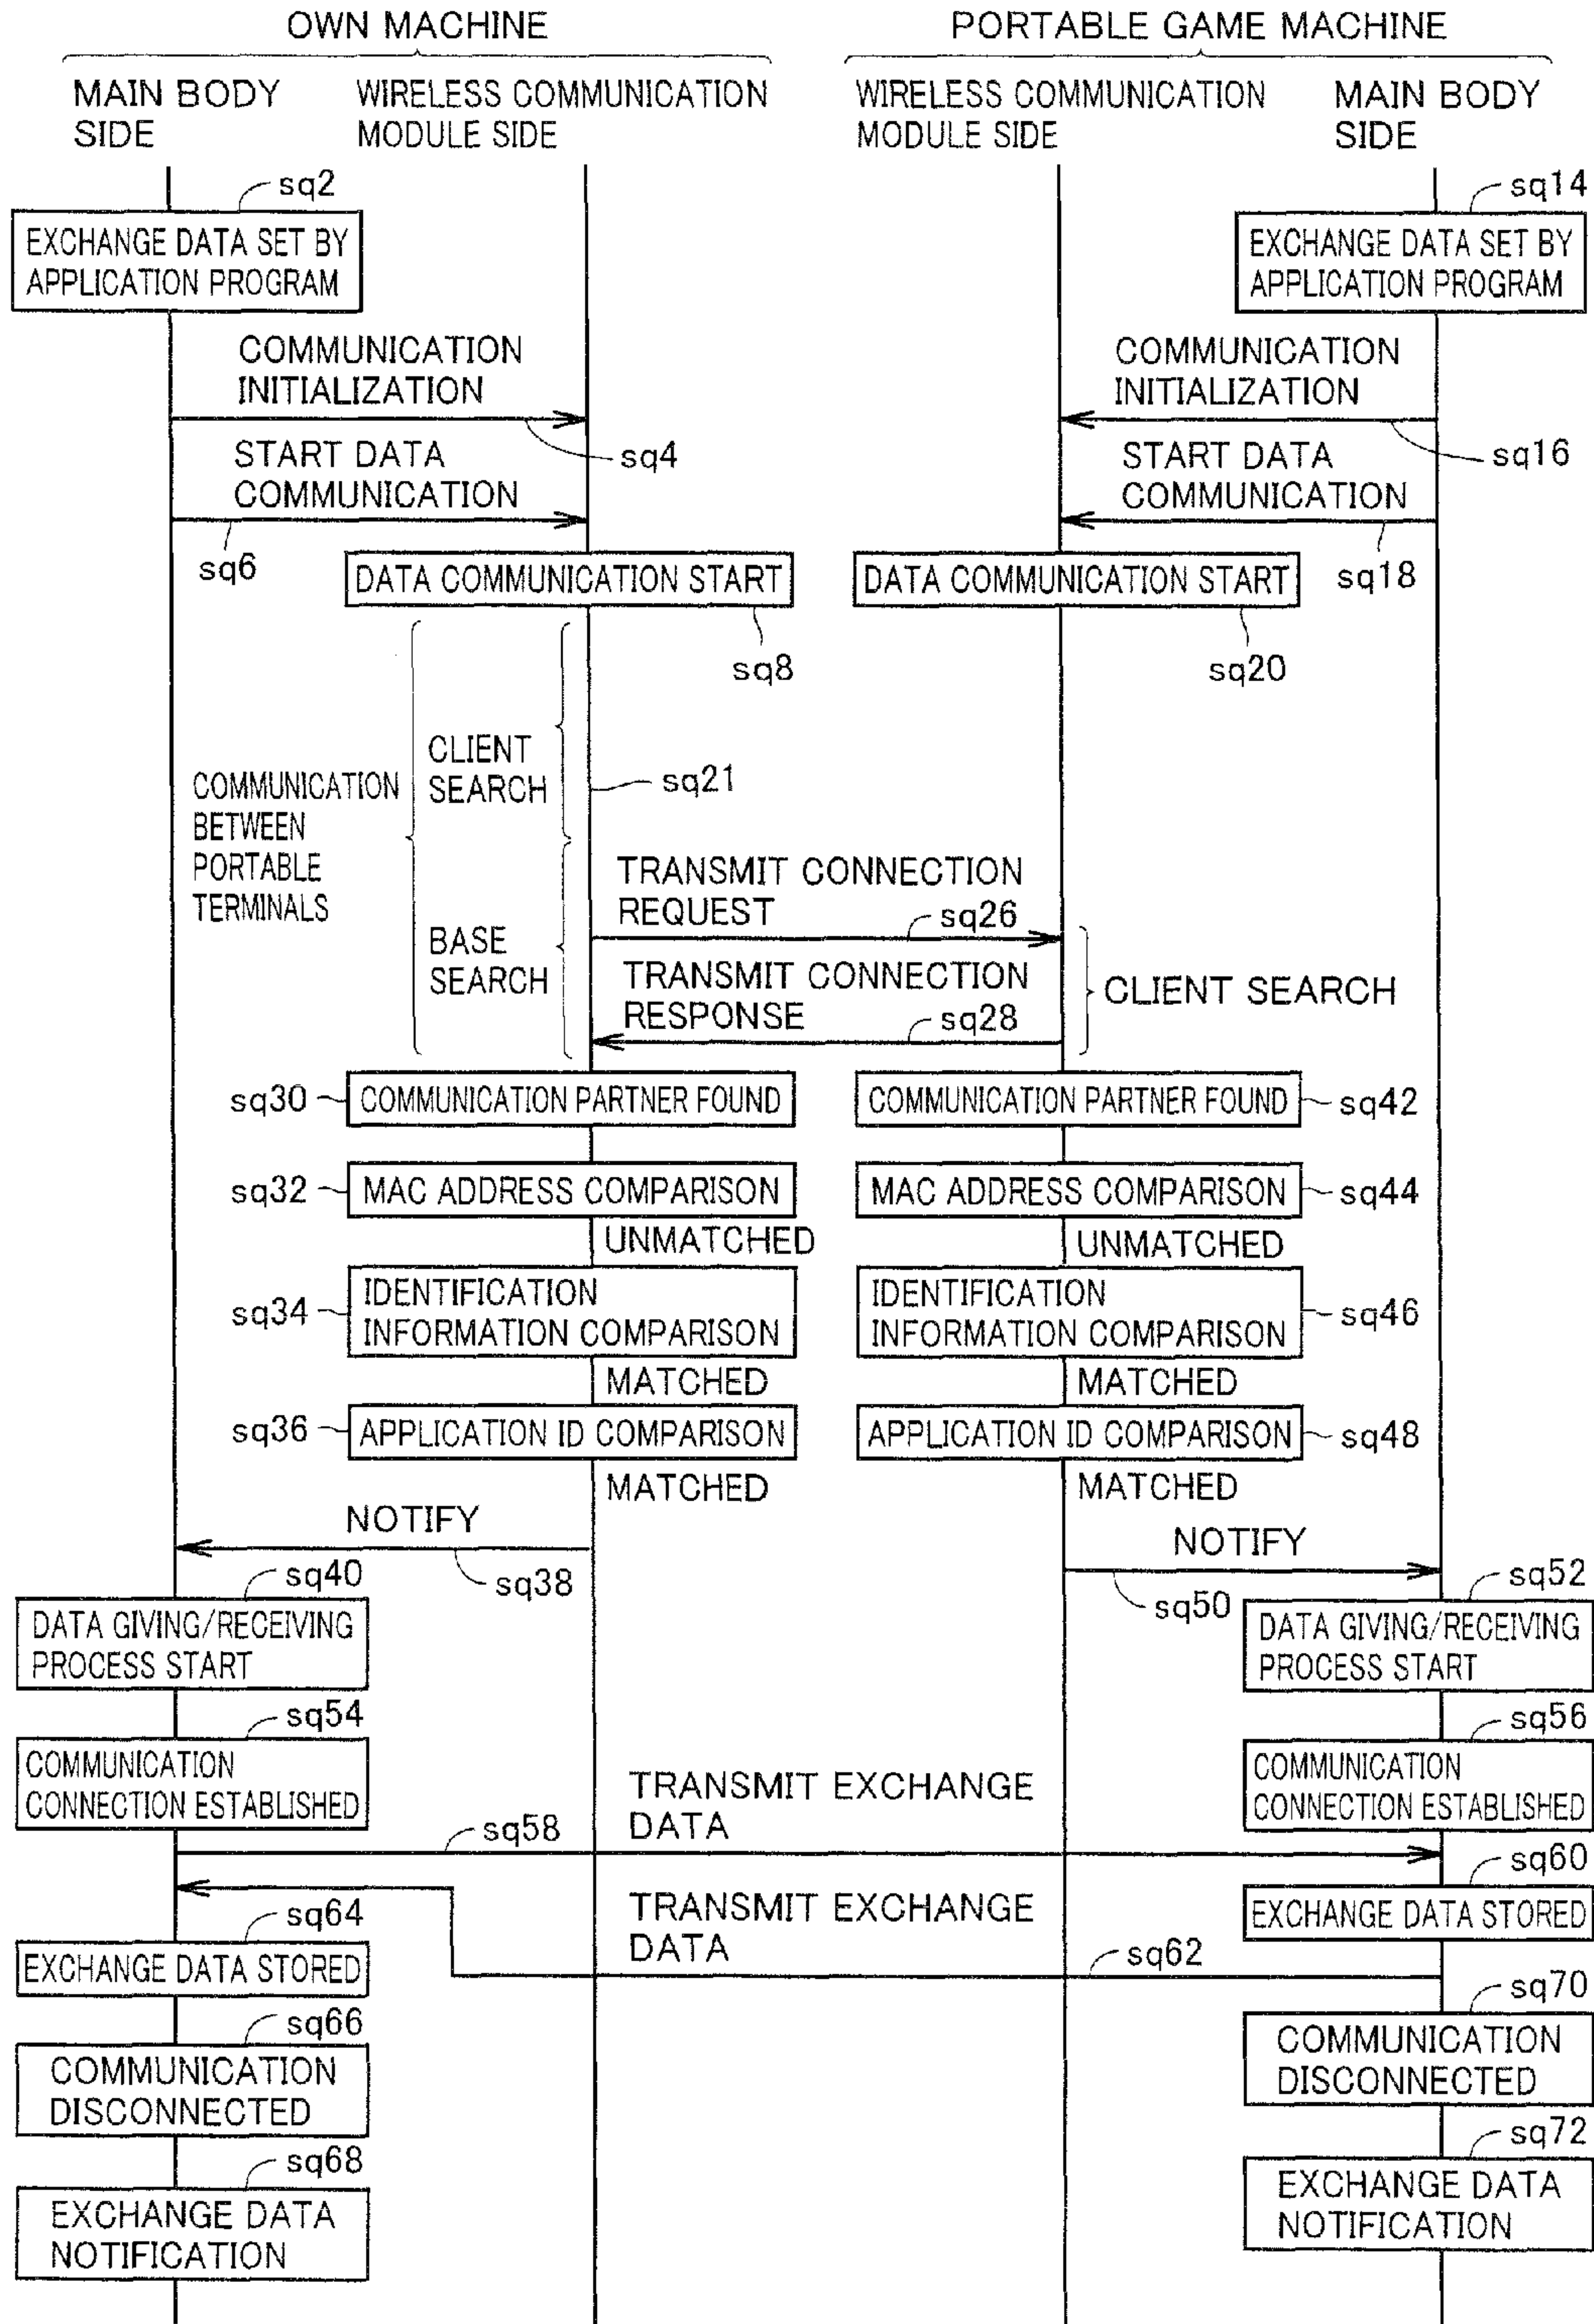 OWN MACHINE
PORTABLE GAME MACHINE
MAIN BODY
SIDE
WIRELESS COMMUNICATION
MODULE SIDE
WIRELESS COMMUNICATION
MODULE SIDE
MAIN BODY
SIDE
sq2
sq14
EXCHANGE DATA SET BY
APPLICATION PROGRAM
EXCHANGE DATA SET BY
APPLICATION PROGRAM
COMMUNICATION
INITIALIZATION
COMMUNICATION
INITIALIZATION
sq4
sq16
START DATA
COMMUNICATION
START DATA
COMMUNICATION
sq6
sq18
DATA COMMUNICATION START
DATA COMMUNICATION START
sq8
sq20
CLIENT
SEARCH
sq21
COMMUNICATION
BETWEEN
PORTABLE
TERMINALS
TRANSMIT CONNECTION
REQUEST
sq26
BASE
SEARCH
TRANSMIT CONNECTION
RESPONSE
sq28
CLIENT SEARCH
sq30
COMMUNICATION PARTNER FOUND
COMMUNICATION PARTNER FOUND
sq42
sq32
MAC ADDRESS COMPARISON
MAC ADDRESS COMPARISON
sq44
UNMATCHED
UNMATCHED
sq34
IDENTIFICATION
INFORMATION COMPARISON
IDENTIFICATION
INFORMATION COMPARISON
sq46
MATCHED
MATCHED
sq36
APPLICATION ID COMPARISON
APPLICATION ID COMPARISON
sq48
MATCHED
MATCHED
NOTIFY
NOTIFY
sq38
sq50
sq40
sq52
DATA GIVING/RECEIVING
PROCESS START
DATA GIVING/RECEIVING
PROCESS START
sq54
sq56
COMMUNICATION
CONNECTION ESTABLISHED
COMMUNICATION
CONNECTION ESTABLISHED
TRANSMIT EXCHANGE
DATA
sq58
sq60
EXCHANGE DATA STORED
sq64
TRANSMIT EXCHANGE
DATA
sq62
EXCHANGE DATA STORED
sq70
sq66
COMMUNICATION
DISCONNECTED
COMMUNICATION
DISCONNECTED
sq68
sq72
EXCHANGE DATA
NOTIFICATION
EXCHANGE DATA
NOTIFICATION